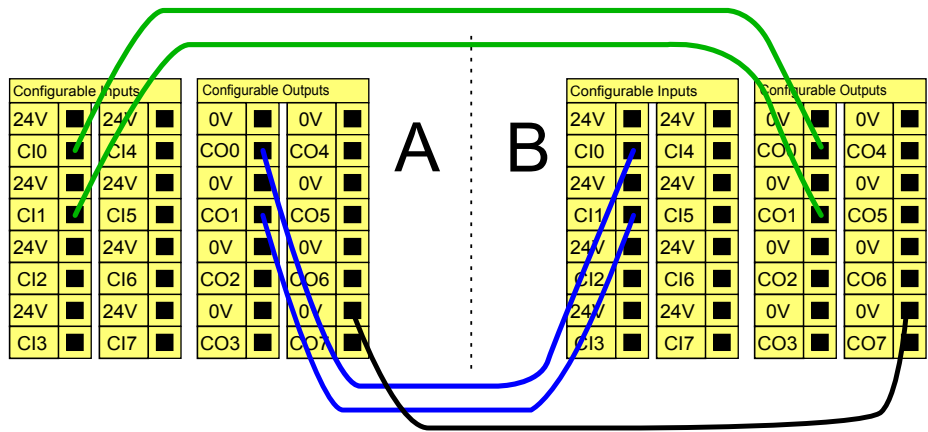 Configurable Inputs
24V 24V
CI0 CI4
24V 24V
CI1 CI5
24V 24V
CI2 CI6
24V 24V
CI3 CI7
Configurable Outputs
0V 0V
CO0 CO4
0V 0V
CO1 CO5
0V 0V
CO2 CO6
0V 0V
CO3 CO7
A
B
Configurable Inputs
24V 24V
CI0 CI4
24V 24V
CI1 CI5
24V 24V
CI2 CI6
24V 24V
CI3 CI7
Configurable Outputs
0V 0V
CO0 CO4
0V 0V
CO1 CO5
0V 0V
CO2 CO6
0V 0V
CO3 CO7